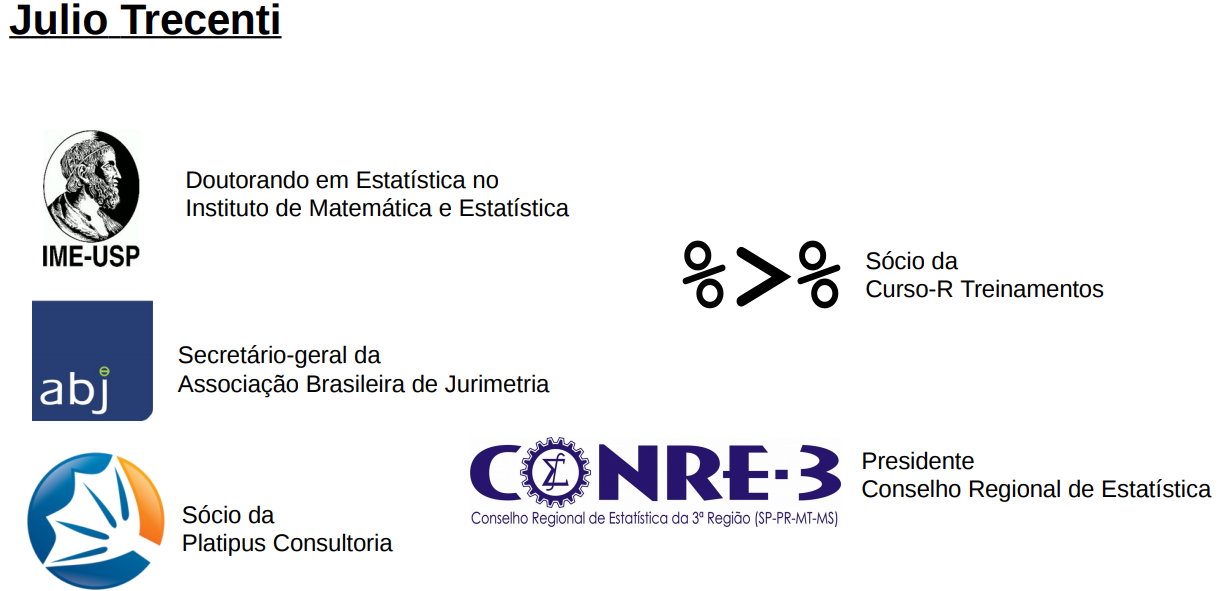 Julio Trecenti
Doutorando em Estatística no
Instituto de Matemática e Estatística
IME-USP
%>%
Sócio da
Curso-R Treinamentos
abj
Secretário-geral da
Associação Brasileira de Jurimetria
CONRE-3
Conselho Regional de Estatística da 3ª Região (SP-PR-MT-MS)
Presidente
Conselho Regional de Estatística
Sócio da
Platipus Consultoria